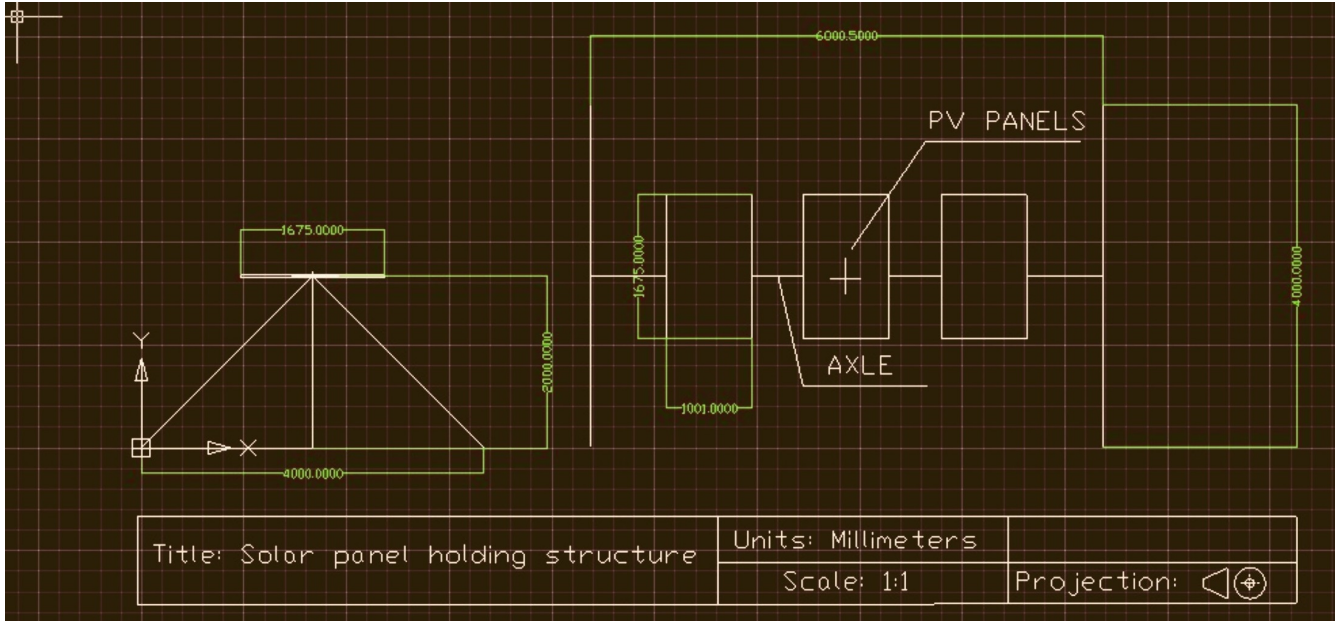 6000.5000
PV PANELS
1675.0000
1675.0000
4000.0000
Y
2000.0000
AXLE
1001.0000
X
4000.0000
Title: Solar panel holding structure
Units: Millimeters
Scale: 1:1
Projection: